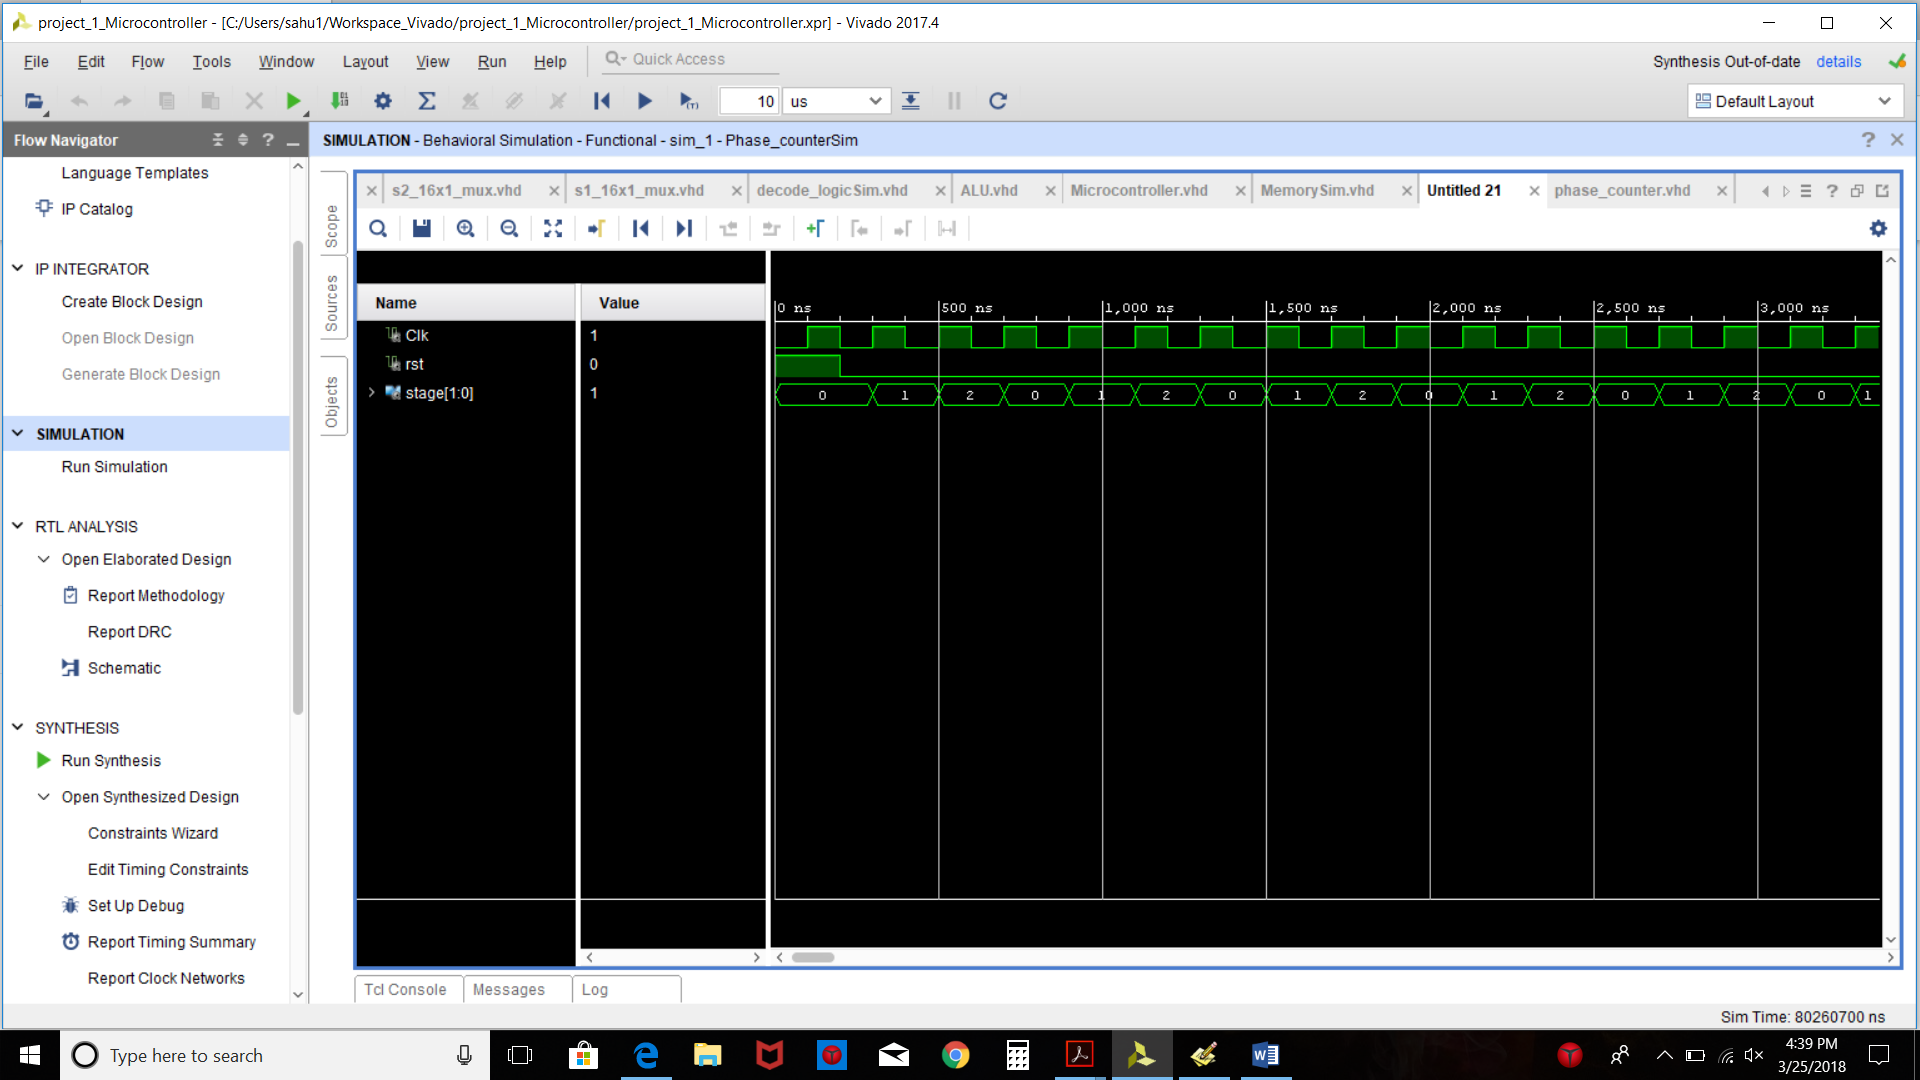 project_1_Microcontroller - [C:/Users/sahu1/Workspace_Vivado/project_1_Microcontroller/project_1_Microcontroller.xpr] - Vivado 2017.4
File Edit Flow Tools Window Layout View Run Help Quick Access
Synthesis Out-of-date details
10 us
Default Layout
Flow Navigator
SIMULATION - Behavioral Simulation - Functional - sim_1 - Phase_counterSim
Language Templates
IP Catalog
IP INTEGRATOR
Create Block Design
Open Block Design
Generate Block Design
SIMULATION
Run Simulation
RTL ANALYSIS
Open Elaborated Design
Report Methodology
Report DRC
Schematic
SYNTHESIS
Run Synthesis
Open Synthesized Design
Constraints Wizard
Edit Timing Constraints
Set Up Debug
Report Timing Summary
Report Clock Networks
Scope
Sources
Objects
s2_16x1_mux.vhd s1_16x1_mux.vhd decode_logicSim.vhd ALU.vhd Microcontroller.vhd MemorySim.vhd Untitled 21 phase_counter.vhd
Name Value
0 ns 500 ns 1,000 ns 1,500 ns 2,000 ns 2,500 ns 3,000 ns
Clk 1
rst 0
stage[1:0] 1 0 1 2 0 1 2 0 1 2 0 1 2 0 1 2 0 1
Tcl Console Messages Log
Sim Time: 80260700 ns
Type here to search
4:39 PM
3/25/2018